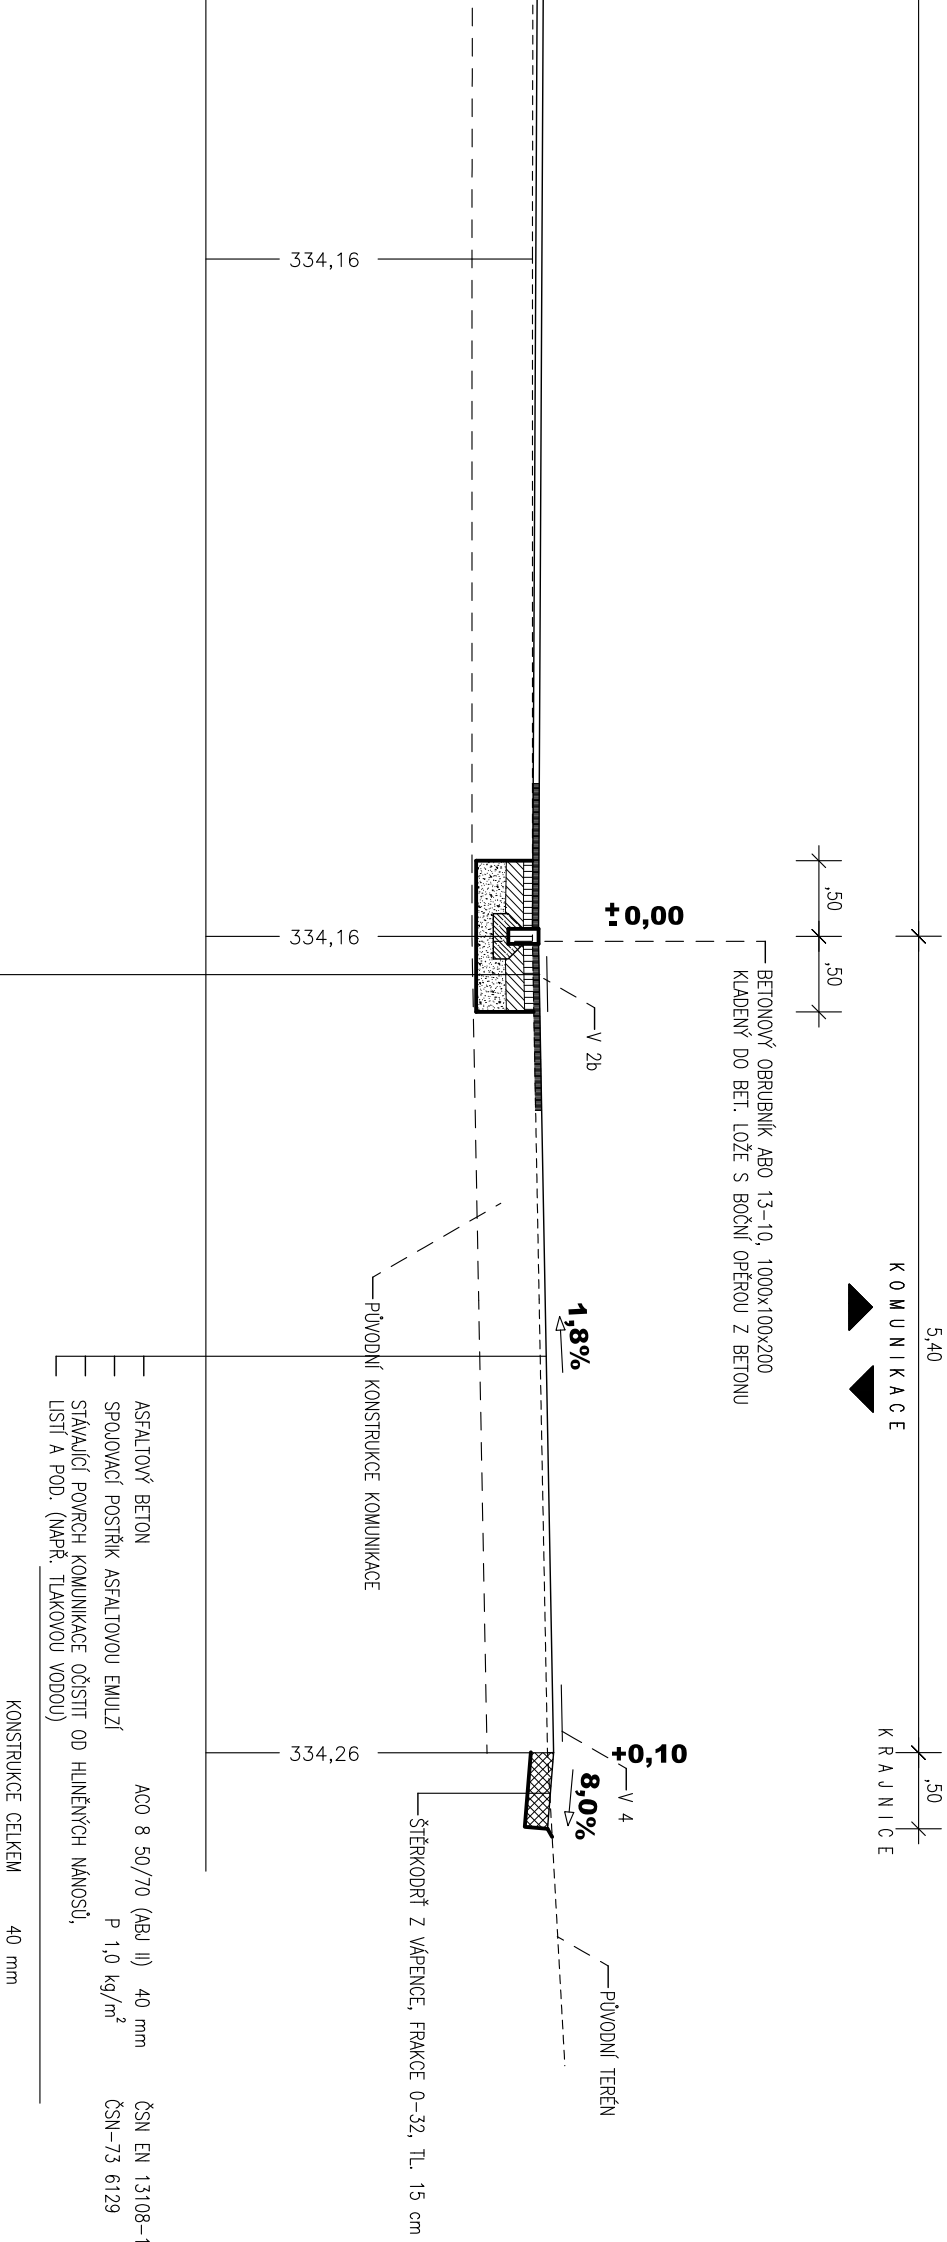 5,40
KOMUNIKACE
,50
KRAJNICE
,50
,50
BETONOVÝ OBRUBNÍK ABO 13-10, 1000x100x200
KLADENÝ DO BET. LOŽE S BOČNÍ OPĚROU Z BETONU
±0,00
V 2b
1,8%
+0,10
V 4
8,0%
PŮVODNÍ TERÉN
334,16
334,16
334,26
PŮVODNÍ KONSTRUKCE KOMUNIKACE
ŠTĚRKODRŤ Z VÁPENCE, FRAKCE 0-32, TL. 15 cm
ASFALTOVÝ BETON ACO 8 50/70 (ABJ II) 40 mm ČSN EN 13108-1
SPOJOVACÍ POSTŘIK ASFALTOVOU EMULZÍ P 1,0 kg/m² ČSN-73 6129
STÁVAJÍCÍ POVRCH KOMUNIKACE OČISTIT OD HLINĚNÝCH NÁNOSŮ,
LISTÍ A POD. (NAPŘ. TLAKOVOU VODOU)
KONSTRUKCE CELKEM 40 mm